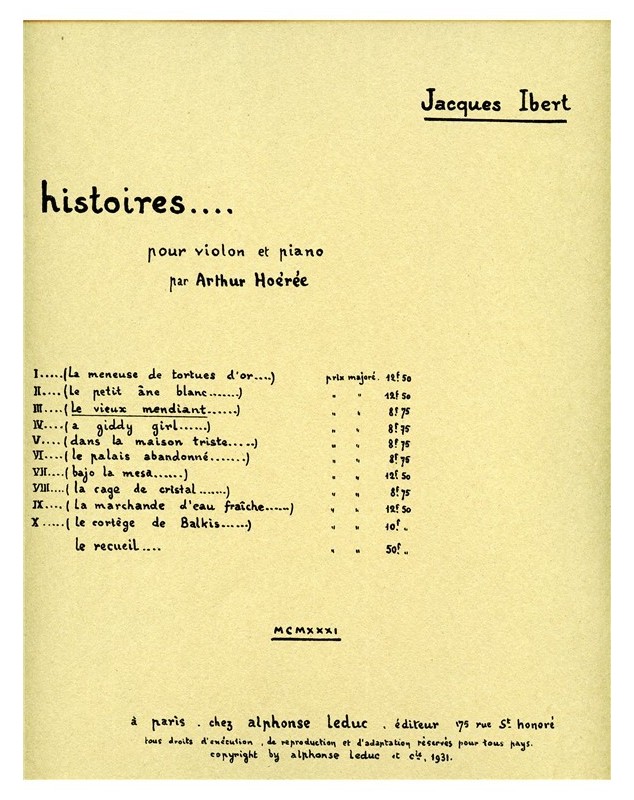 Jacques Ibert
histoires....
pour violon et piano
par Arthur Hoérée
I.....(La meneuse de tortues d'or....) prix majoré. 12f 50
II....(le petit âne blanc.......) " " 12f 50
III....(Le vieux mendiant......) " " 8f 75
IV....(a giddy girl......) " " 8f 75
V....(dans la maison triste.....) " " 8f 75
VI....(le palais abandonné.......) " " 8f 75
VII....(bajo la mesa......) " " 12f 50
VIII....(la cage de cristal.......) " " 8f 75
IX....(La marchande d'eau fraîche.....) " " 12f 50
X.....(le cortège de Balkis......) " " 10f "
le recueil.... " " 50f "
MCMXXXI
à paris . chez alphonse leduc . éditeur 175 rue St honoré
tous droits d'exécution , de reproduction et d'adaptation réservés pour tous pays.
copyright by alphonse leduc et cie, 1931.